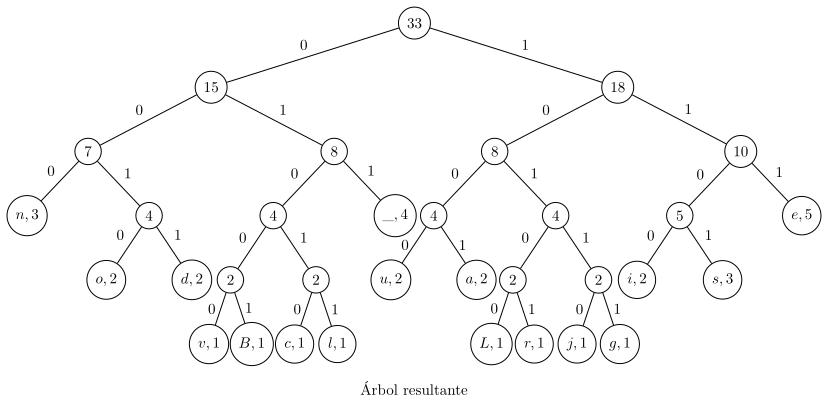 33
0 1
15 18
0 1 0 1
7 8 8 10
0 1 0 1 0 1 0 1
n, 3 4 4 _, 4 4 4 5 e, 5
0 1 0 1 0 1 0 1 0 1
o, 2 d, 2 2 2 u, 2 a, 2 2 2 i, 2 s, 3
0 1 0 1 0 1 0 1
v, 1 B, 1 c, 1 l, 1 L, 1 r, 1 j, 1 g, 1
Árbol resultante